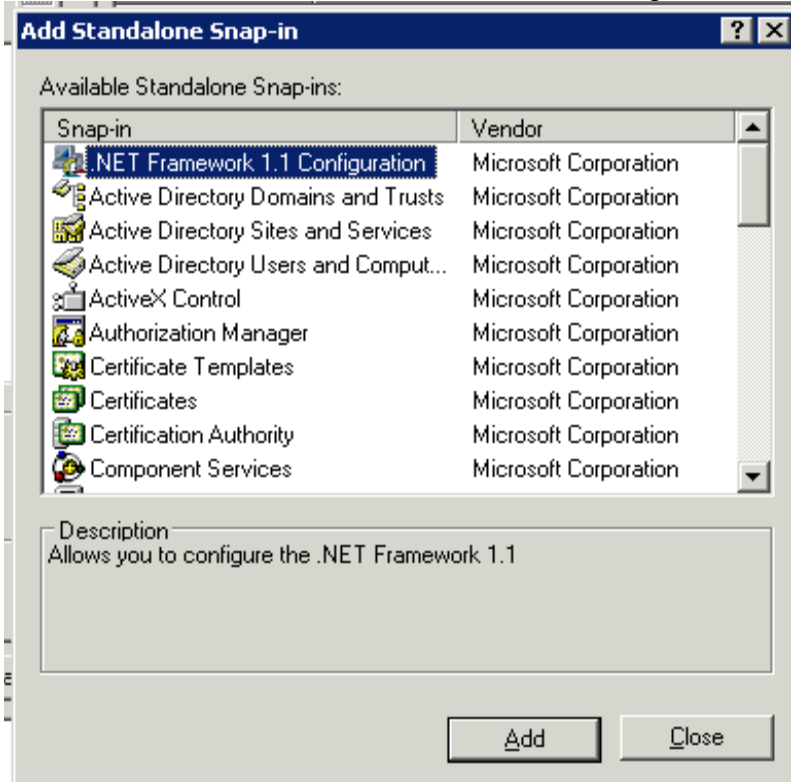 Add Standalone Snap-in
Available Standalone Snap-ins:
Snap-in Vendor
.NET Framework 1.1 Configuration Microsoft Corporation
Active Directory Domains and Trusts Microsoft Corporation
Active Directory Sites and Services Microsoft Corporation
Active Directory Users and Comput... Microsoft Corporation
ActiveX Control Microsoft Corporation
Authorization Manager Microsoft Corporation
Certificate Templates Microsoft Corporation
Certificates Microsoft Corporation
Certification Authority Microsoft Corporation
Component Services Microsoft Corporation
Description
Allows you to configure the .NET Framework 1.1
Add Close